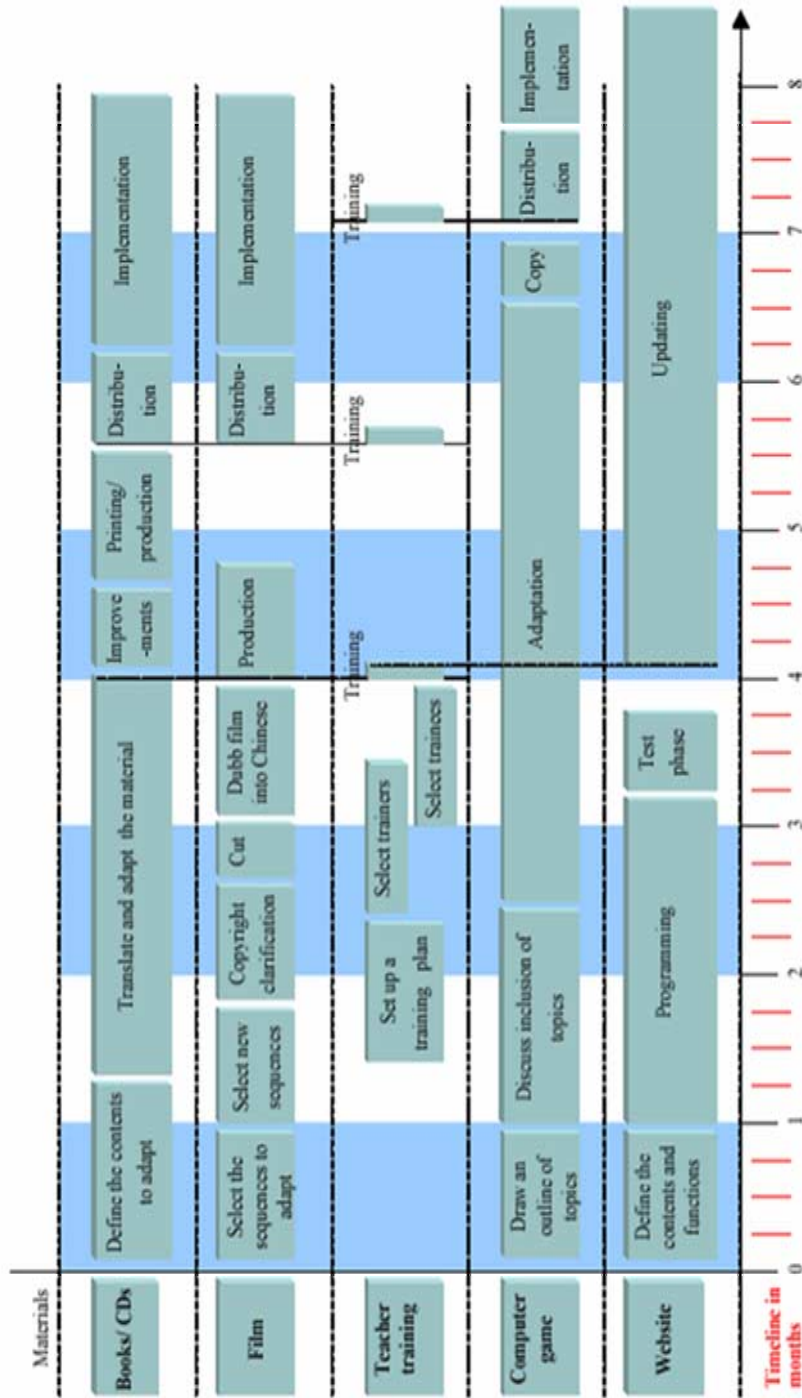 Materials
Books/ CDs
Define the contents
to adapt
Translate and adapt the material
Improve
-ments
Printing/
production
Distribu-
tion
Implementation
Film
Select the
sequences to
adapt
Select new
sequences
Copyright
clarification
Cut
Dubb film
into Chinese
Production
Distribu-
tion
Implementation
Teacher
training
Set up a
training plan
Select trainers
Select trainees
Training
Training
Training
Computer
game
Draw an
outline of
topics
Discuss inclusion of
topics
Adaptation
Copy
Distribu-
tion
Implemen-
tation
Website
Define the
contents and
functions
Programming
Test
phase
Updating
Timeline in
months
0
1
2
3
4
5
6
7
8